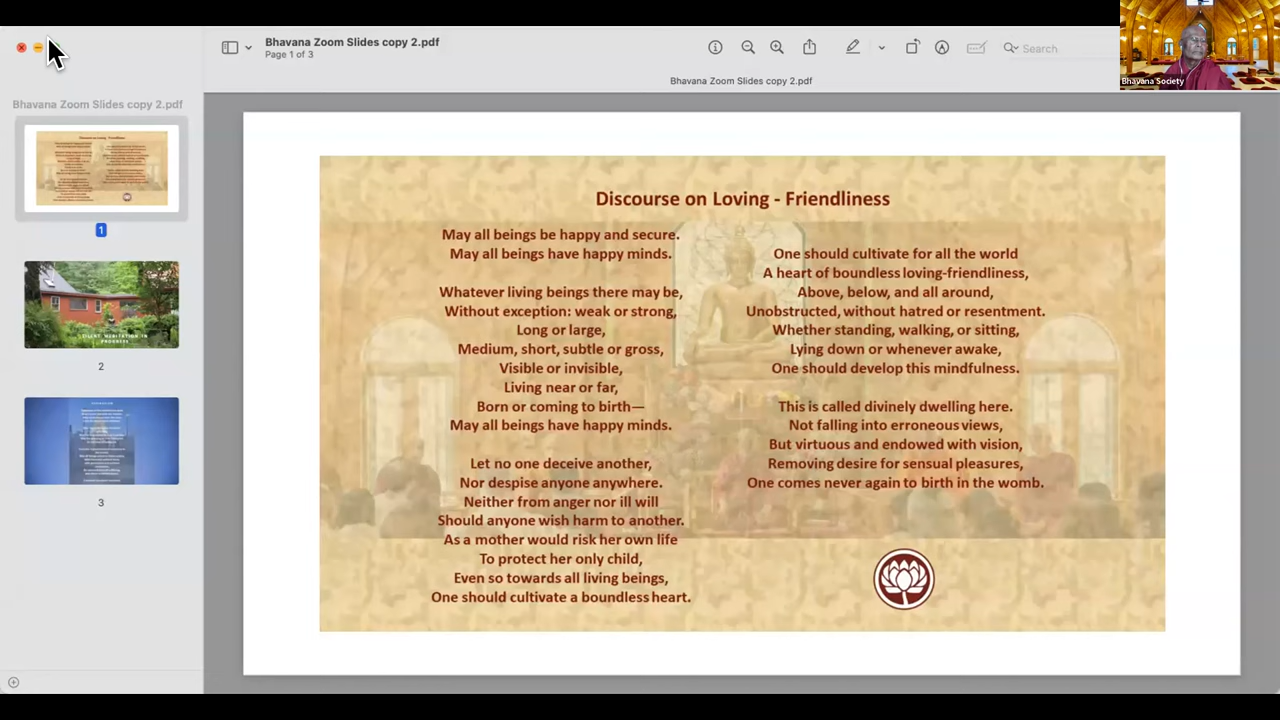 Bhavana Zoom Slides copy 2.pdf
Page 1 of 3
Search
Bhavana Zoom Slides copy 2.pdf
Bhavana Society
Bhavana Zoom Slides copy 2.pdf
1
SILENT MEDITATION IN
PROGRESS
2
3
Discourse on Loving - Friendliness
May all beings be happy and secure.
May all beings have happy minds.
Whatever living beings there may be,
Without exception: weak or strong,
Long or large,
Medium, short, subtle or gross,
Visible or invisible,
Living near or far,
Born or coming to birth—
May all beings have happy minds.
Let no one deceive another,
Nor despise anyone anywhere.
Neither from anger nor ill will
Should anyone wish harm to another.
As a mother would risk her own life
To protect her only child,
Even so towards all living beings,
One should cultivate a boundless heart.
One should cultivate for all the world
A heart of boundless loving-friendliness,
Above, below, and all around,
Unobstructed, without hatred or resentment.
Whether standing, walking, or sitting,
Lying down or whenever awake,
One should develop this mindfulness.
This is called divinely dwelling here.
Not falling into erroneous views,
But virtuous and endowed with vision,
Removing desire for sensual pleasures,
One comes never again to birth in the womb.